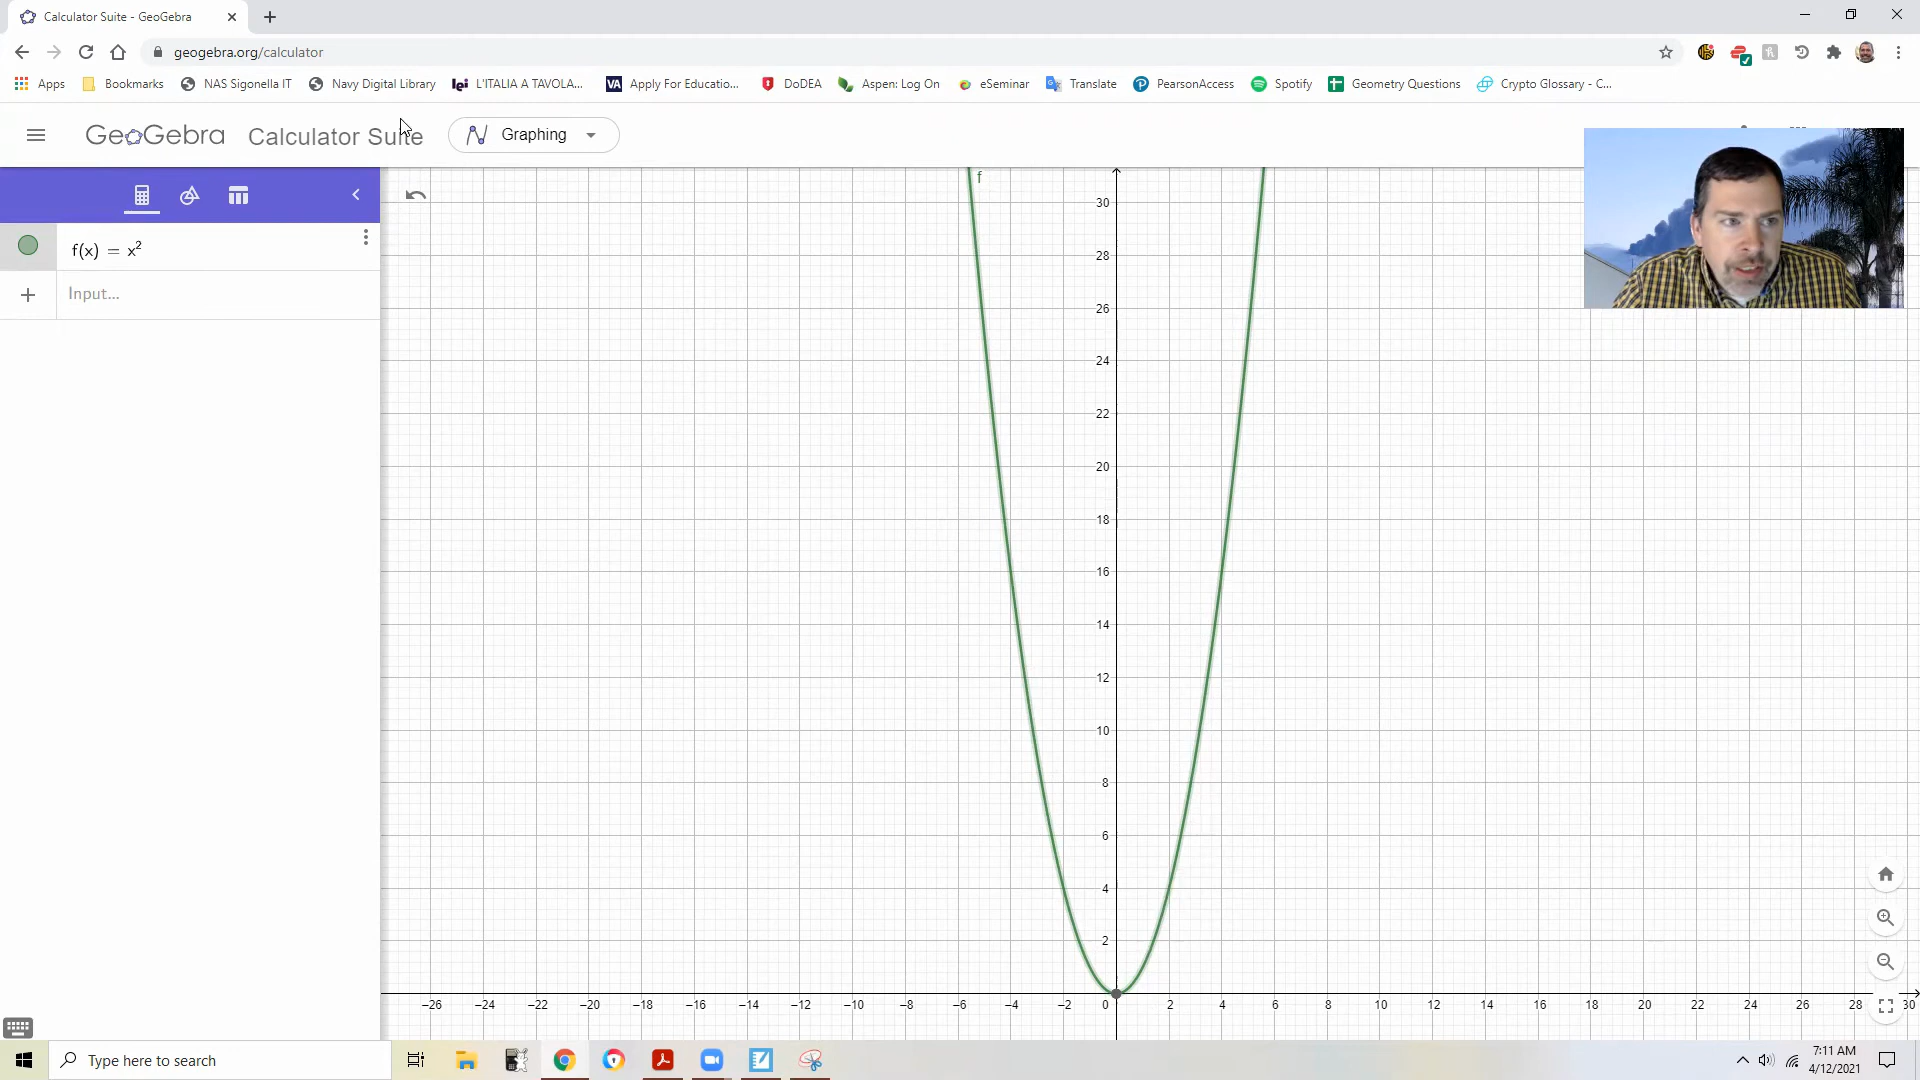 Calculator Suite - GeoGebra
geogebra.org/calculator
Apps Bookmarks NAS Sigonella IT Navy Digital Library lei L'ITALIA A TAVOLA... VA Apply For Educatio... DoDEA Aspen: Log On eSeminar Translate PearsonAccess Spotify Geometry Questions Crypto Glossary - C...
GeoGebra Calculator Suite Graphing
f(x) = x²
Input...
f
30
28
26
24
22
20
18
16
14
12
10
8
6
4
2
−26 −24 −22 −20 −18 −16 −14 −12 −10 −8 −6 −4 −2 0 2 4 6 8 10 12 14 16 18 20 22 24 26 28 30
Type here to search
7:11 AM
4/12/2021